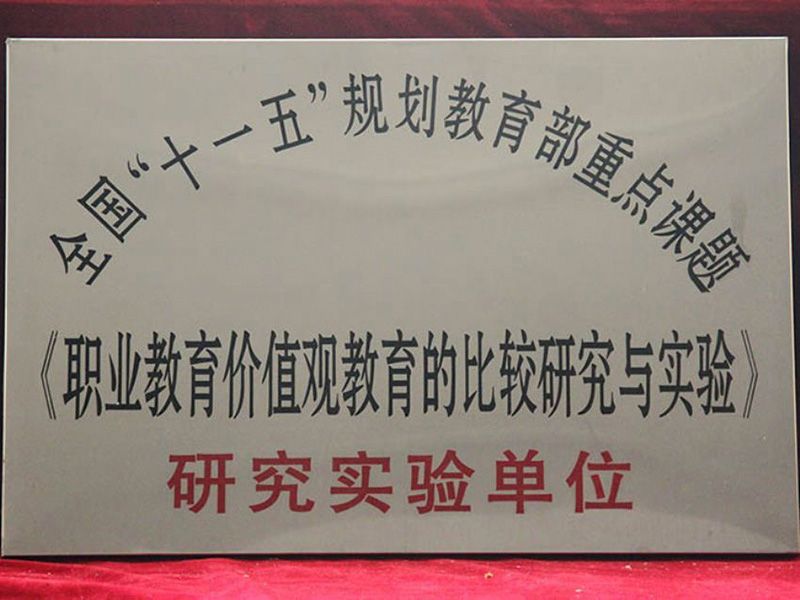 全国“十一五”规划教育部重点课题
《职业教育价值观教育的比较研究与实验》
研究实验单位